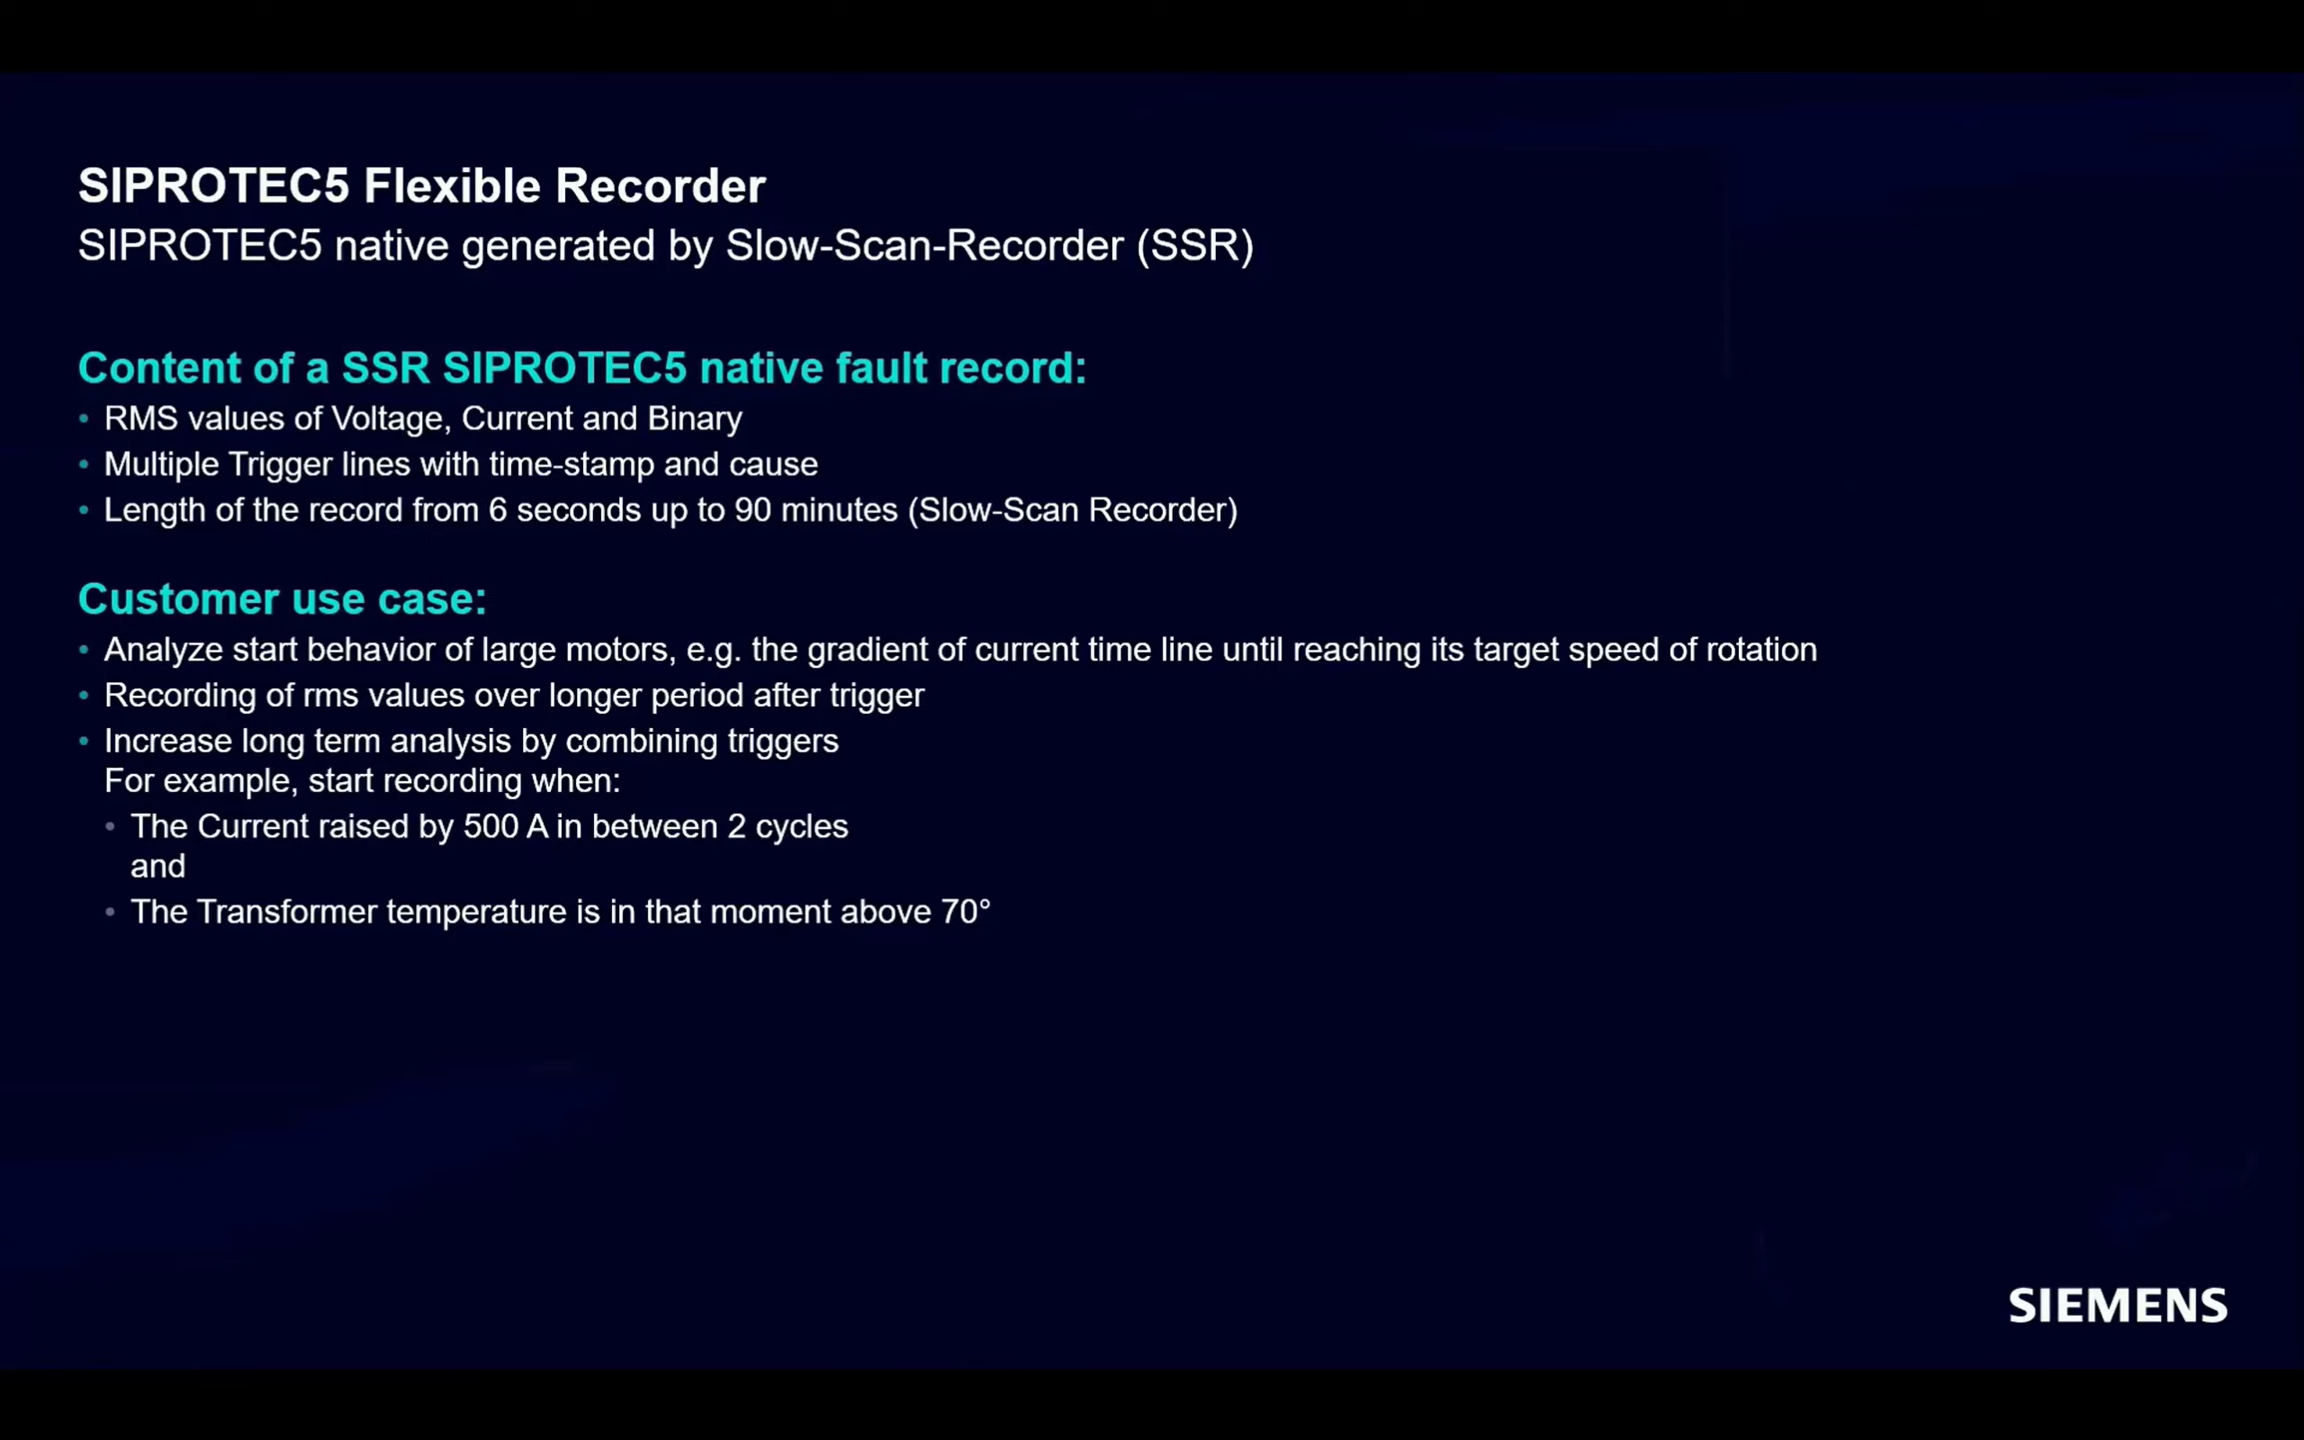 SIPROTEC5 Flexible Recorder
SIPROTEC5 native generated by Slow-Scan-Recorder (SSR)
Content of a SSR SIPROTEC5 native fault record:
• RMS values of Voltage, Current and Binary
• Multiple Trigger lines with time-stamp and cause
• Length of the record from 6 seconds up to 90 minutes (Slow-Scan Recorder)
Customer use case:
• Analyze start behavior of large motors, e.g. the gradient of current time line until reaching its target speed of rotation
• Recording of rms values over longer period after trigger
• Increase long term analysis by combining triggers
For example, start recording when:
• The Current raised by 500 A in between 2 cycles
and
• The Transformer temperature is in that moment above 70°
SIEMENS